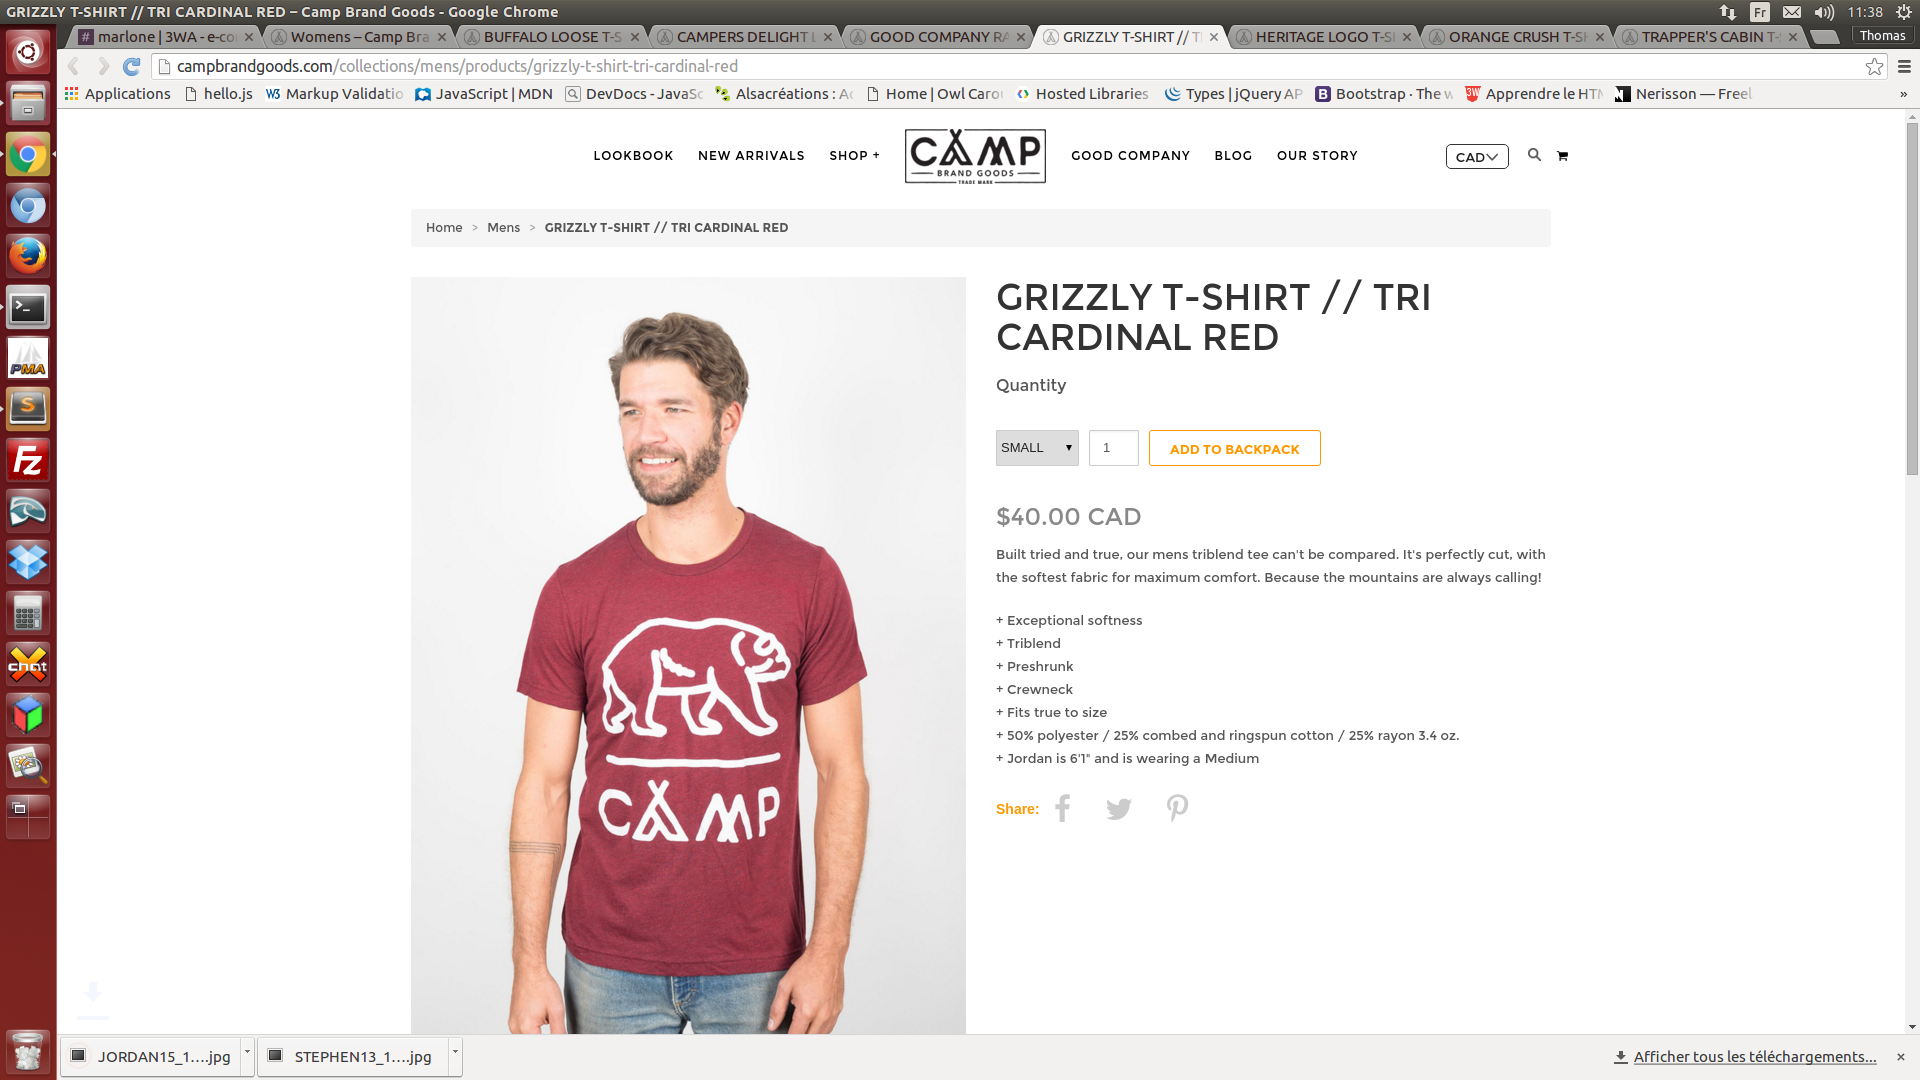 GRIZZLY T-SHIRT // TRI CARDINAL RED – Camp Brand Goods - Google Chrome
Fr
11:38
marlone | 3WA - e-co
Womens – Camp Bra
BUFFALO LOOSE T-S
CAMPERS DELIGHT L
GOOD COMPANY RA
GRIZZLY T-SHIRT // T
HERITAGE LOGO T-S
ORANGE CRUSH T-SH
TRAPPER'S CABIN T-
Thomas
campbrandgoods.com/collections/mens/products/grizzly-t-shirt-tri-cardinal-red
Applications
hello.js
Markup Validatio
JavaScript | MDN
DevDocs - JavaSc
Alsacréations : Ac
Home | Owl Carou
Hosted Libraries
Types | jQuery AP
Bootstrap · The w
Apprendre le HTM
Nerisson — Freel
»
LOOKBOOK
NEW ARRIVALS
SHOP +
CAMP
BRAND GOODS
TRADE MARK
GOOD COMPANY
BLOG
OUR STORY
CAD
Home > Mens > GRIZZLY T-SHIRT // TRI CARDINAL RED
GRIZZLY T-SHIRT // TRI
CARDINAL RED
Quantity
SMALL
1
ADD TO BACKPACK
$40.00 CAD
Built tried and true, our mens triblend tee can't be compared. It's perfectly cut, with
the softest fabric for maximum comfort. Because the mountains are always calling!
+ Exceptional softness
+ Triblend
+ Preshrunk
+ Crewneck
+ Fits true to size
+ 50% polyester / 25% combed and ringspun cotton / 25% rayon 3.4 oz.
+ Jordan is 6'1" and is wearing a Medium
Share:
CAMP
PMA
S
Fz
chat
JORDAN15_1....jpg
STEPHEN13_1....jpg
Afficher tous les téléchargements...